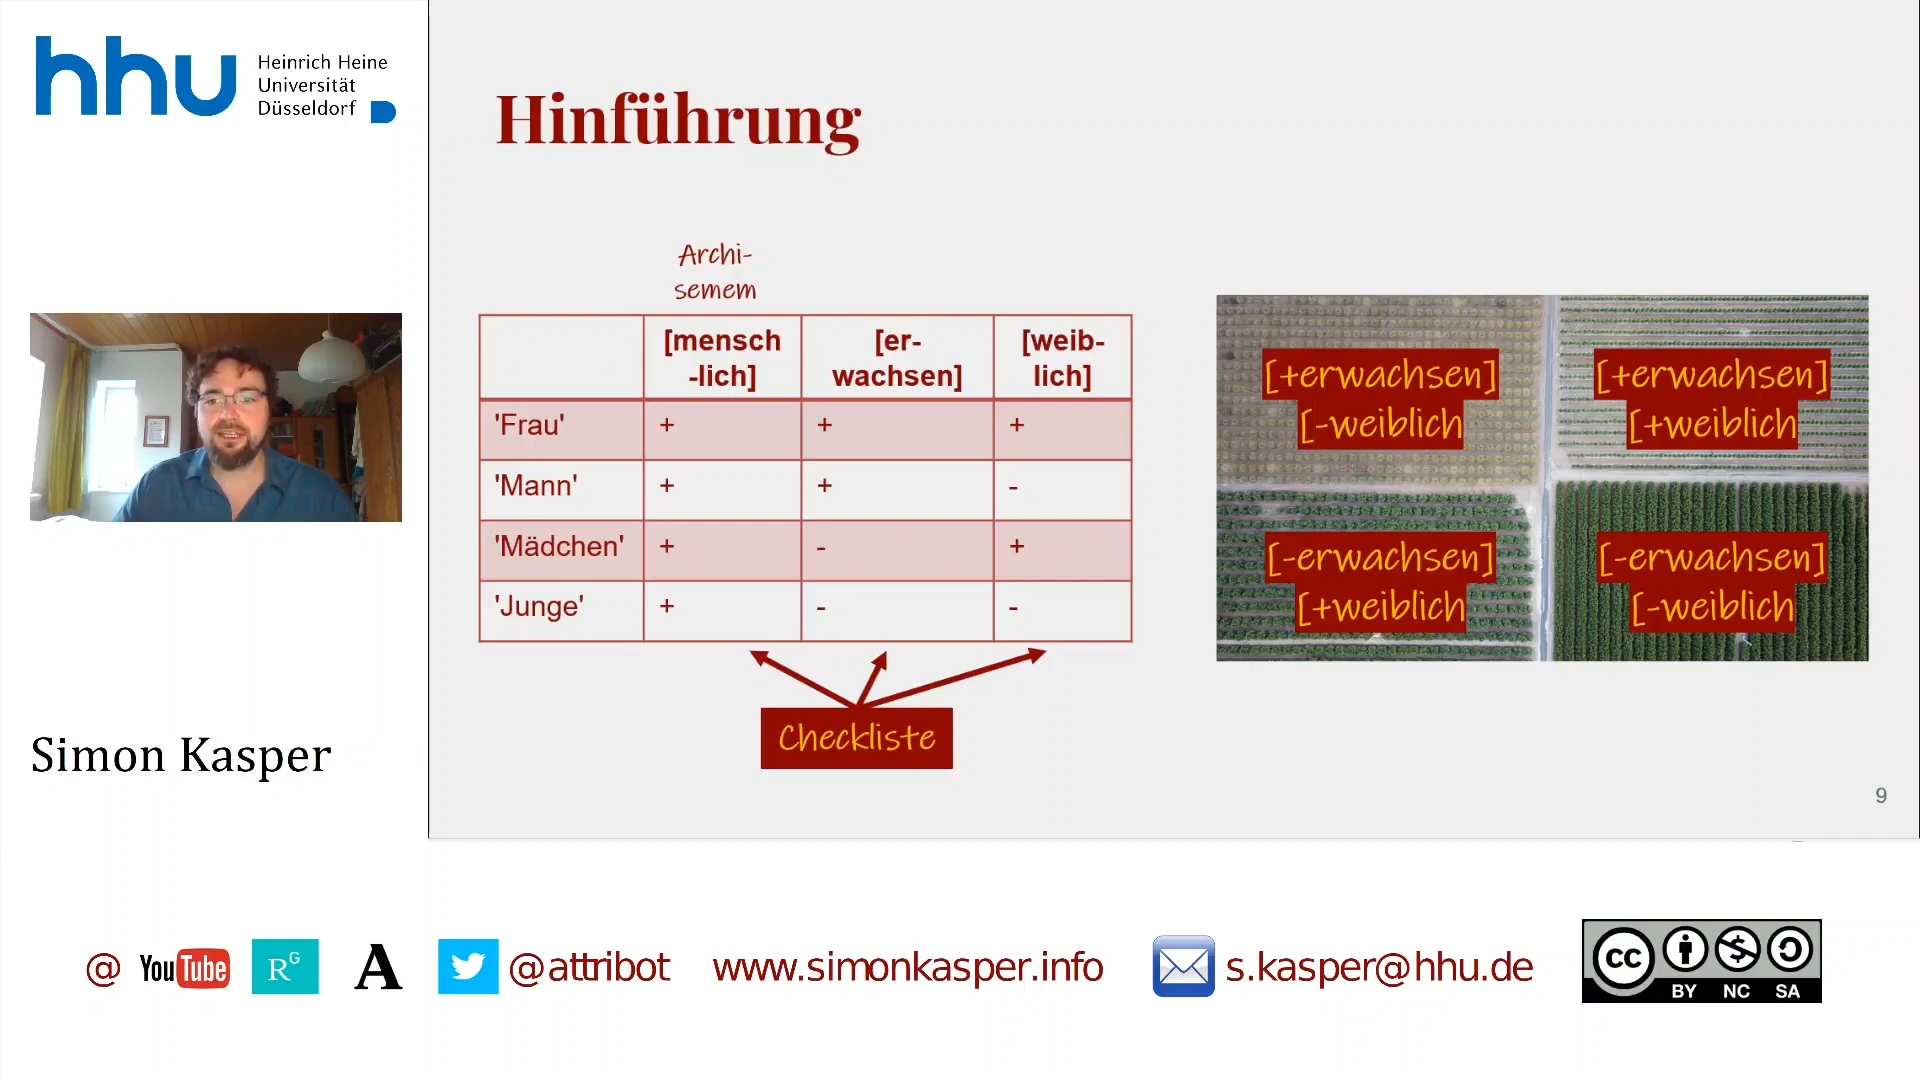 hhu Heinrich Heine
Universität
Düsseldorf
Simon Kasper
Hinführung
Archi-
semem
[mensch
-lich]
[er-
wachsen]
[weib-
lich]
'Frau' + + +
'Mann' + + -
'Mädchen' + - +
'Junge' + - -
Checkliste
[+erwachsen]
[-weiblich
[+erwachsen]
[+weiblich
[-erwachsen]
[+weiblich
[-erwachsen]
[-weiblich
9
@ YouTube RG A @attribot www.simonkasper.info s.kasper@hhu.de cc
BY NC SA